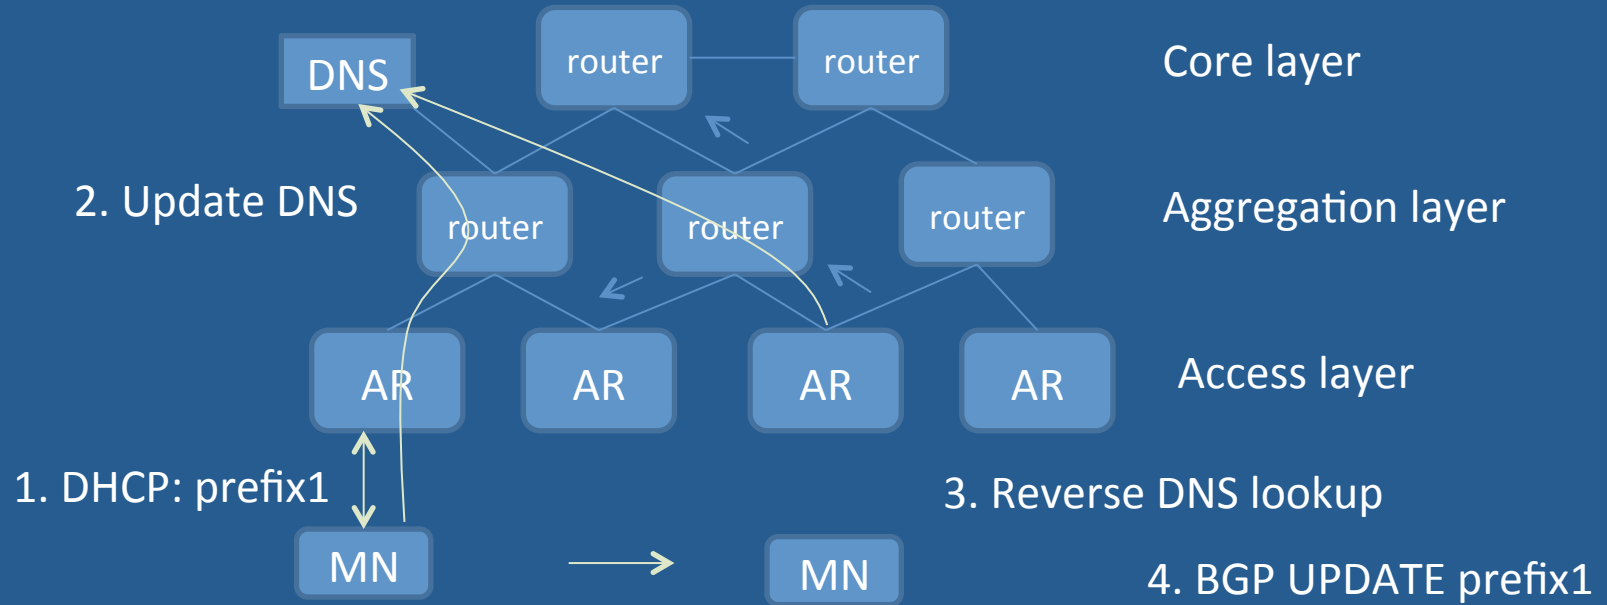 DNS
router
router
Core layer
2. Update DNS
router
router
router
Aggregation layer
AR
AR
AR
AR
Access layer
1. DHCP: prefix1
3. Reverse DNS lookup
MN
MN
4. BGP UPDATE prefix1